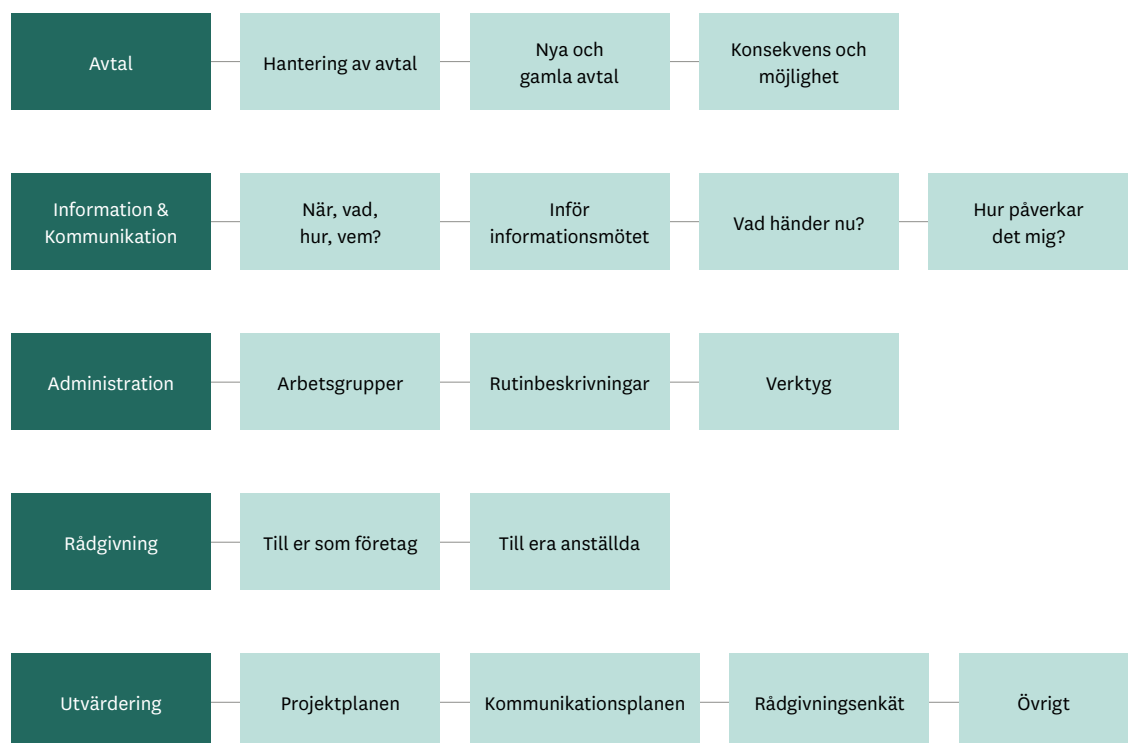 Avtal
Hantering av avtal
Nya och
gamla avtal
Konsekvens och
möjlighet
Information &
Kommunikation
När, vad,
hur, vem?
Inför
informationsmötet
Vad händer nu?
Hur påverkar
det mig?
Administration
Arbetsgrupper
Rutinbeskrivningar
Verktyg
Rådgivning
Till er som företag
Till era anställda
Utvärdering
Projektplanen
Kommunikationsplanen
Rådgivningsenkät
Övrigt